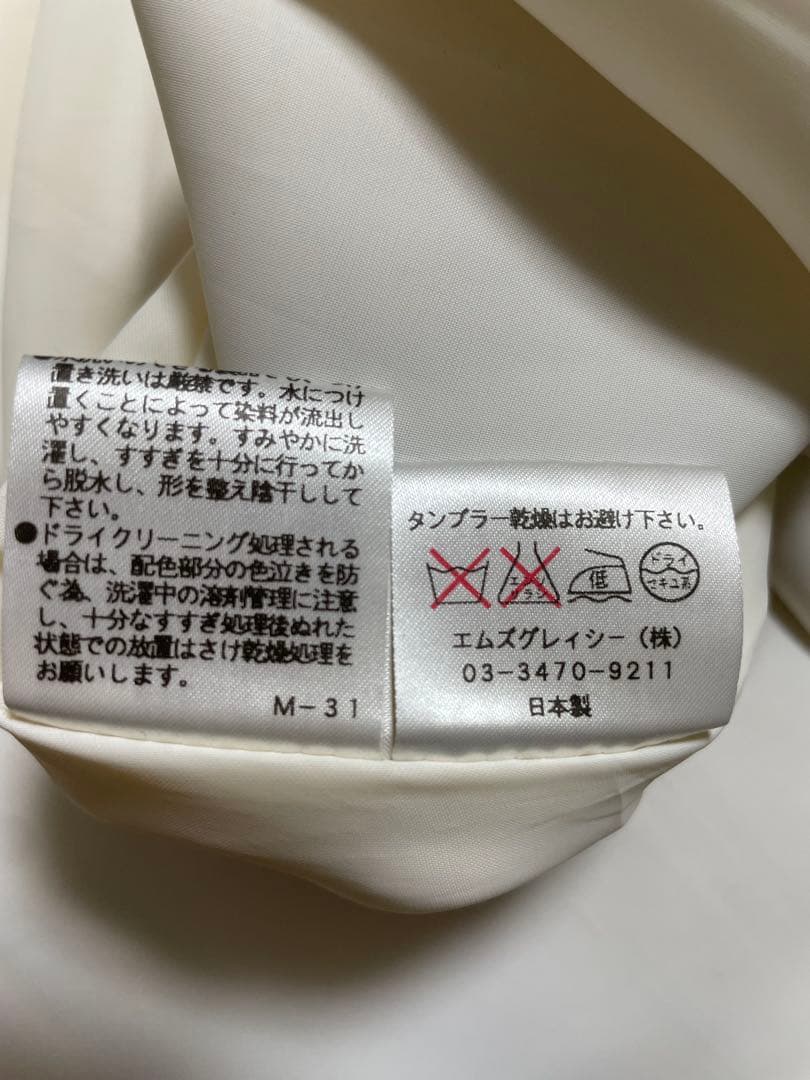 置き洗いは厳禁です。水につけ
置くことによって染料が流出し
やすくなります。すみやかに洗
濯し、すすぎを十分に行ってか
ら脱水し、形を整え陰干しして
下さい。
●ドライクリーニング処理される
場合は、配色部分の色泣きを防
ぐ為、洗濯中の溶剤管理に注意
し、十分なすすぎ処理後ぬれた
状態での放置はさけ乾燥処理を
お願いします。
M-31
タンブラー乾燥はお避け下さい。
エンソ
サラシ
低
ドライ
セキユ系
エムズグレィシー(株)
03-3470-9211
日本製